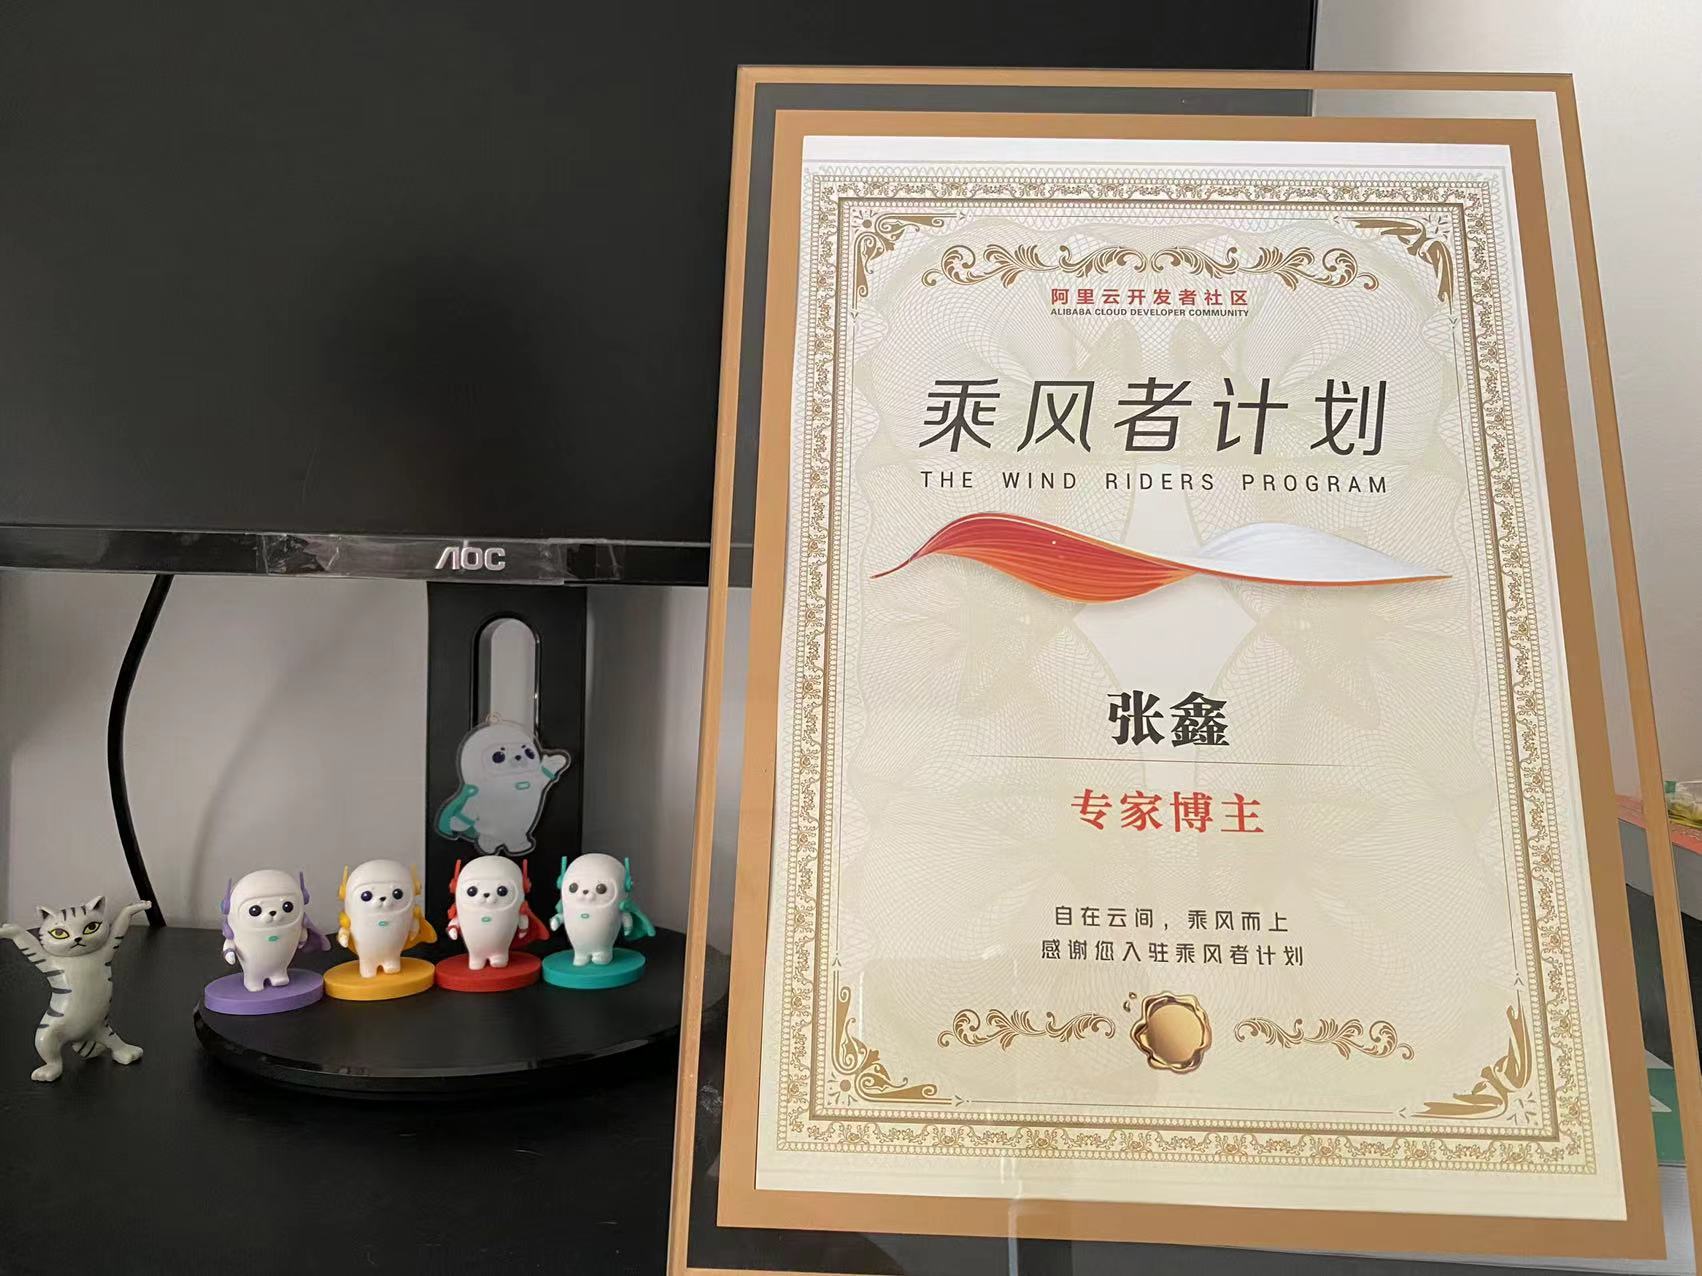 AOC
阿里云开发者社区
ALIBABA CLOUD DEVELOPER COMMUNITY
乘风者计划
THE WIND RIDERS PROGRAM
张鑫
专家博主
自在云间，乘风而上
感谢您入驻乘风者计划